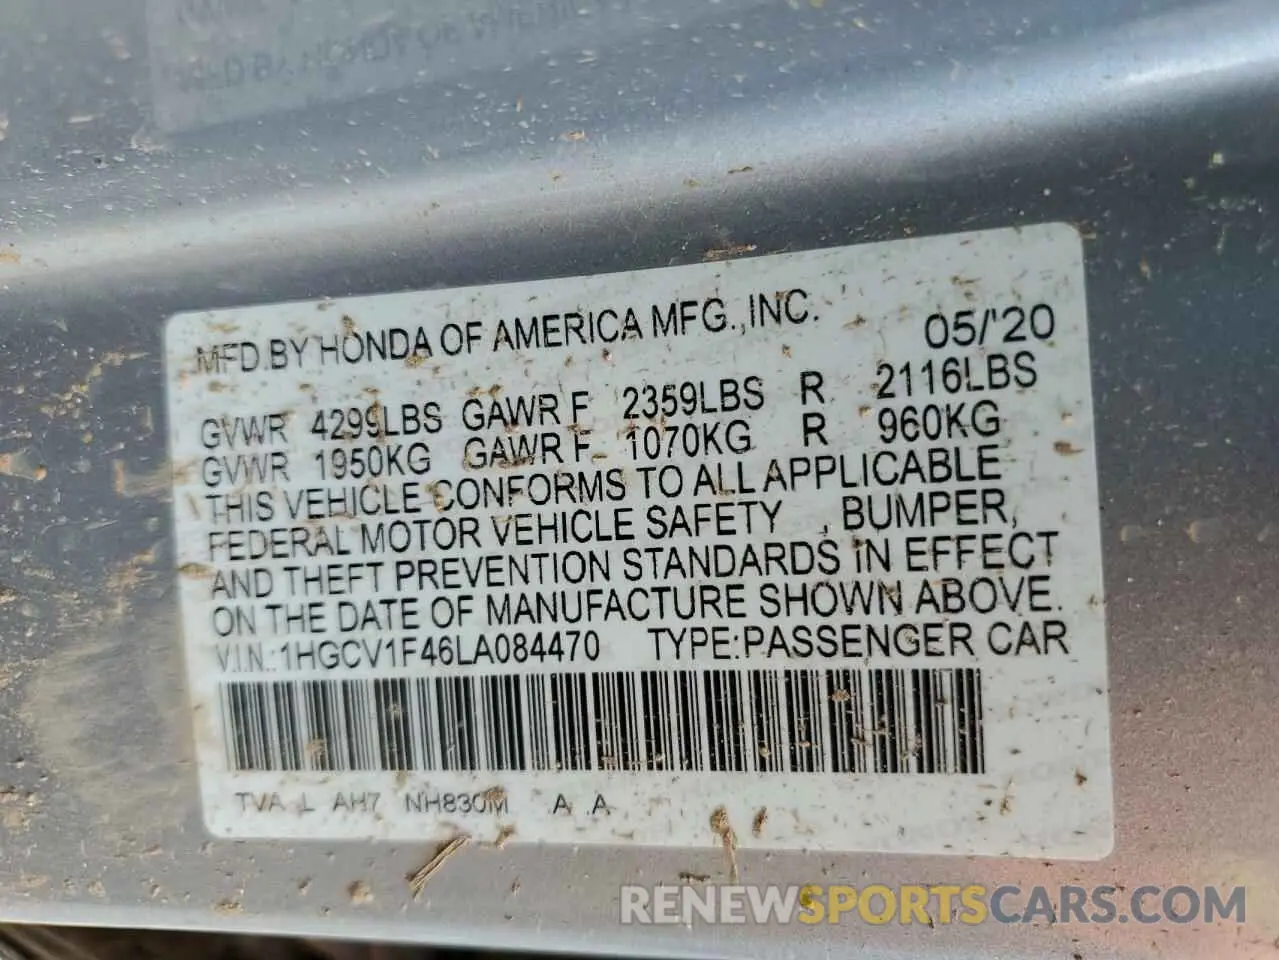 MFD.BY HONDA OF AMERICA MFG.,INC. 05/'20
GVWR 4299LBS GAWR F 2359LBS R 2116LBS
GVWR 1950KG GAWR F 1070KG R 960KG
THIS VEHICLE CONFORMS TO ALL APPLICABLE
FEDERAL MOTOR VEHICLE SAFETY , BUMPER,
AND THEFT PREVENTION STANDARDS IN EFFECT
ON THE DATE OF MANUFACTURE SHOWN ABOVE.
V.I.N.:1HGCV1F46LA084470 TYPE:PASSENGER CAR
TVA L AH7 NH830M A A
RENEWSPORTSCARS.COM